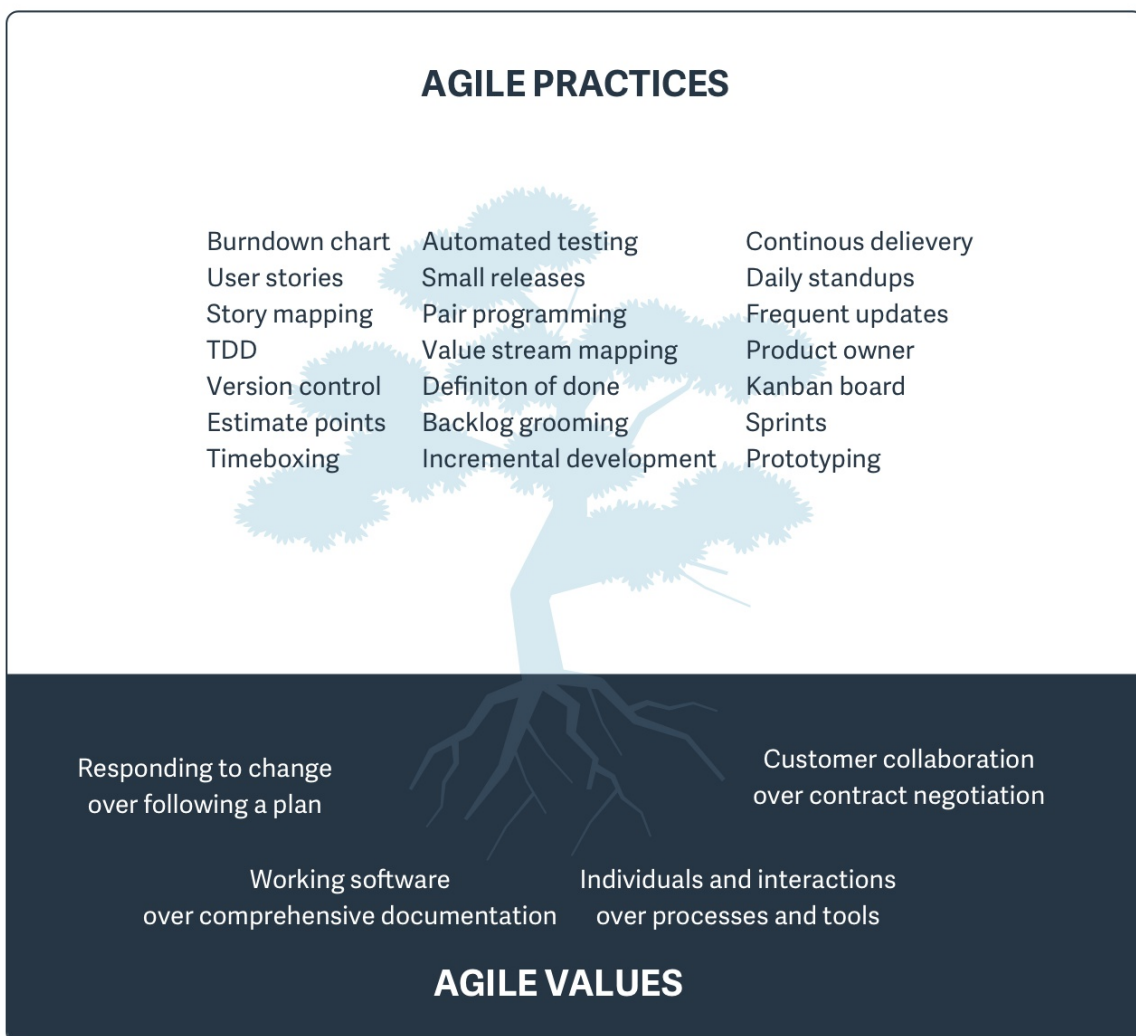 AGILE PRACTICES
Burndown chart
User stories
Story mapping
TDD
Version control
Estimate points
Timeboxing
Automated testing
Small releases
Pair programming
Value stream mapping
Definiton of done
Backlog grooming
Incremental development
Continous delievery
Daily standups
Frequent updates
Product owner
Kanban board
Sprints
Prototyping
Responding to change
over following a plan
Customer collaboration
over contract negotiation
Working software
over comprehensive documentation
Individuals and interactions
over processes and tools
AGILE VALUES